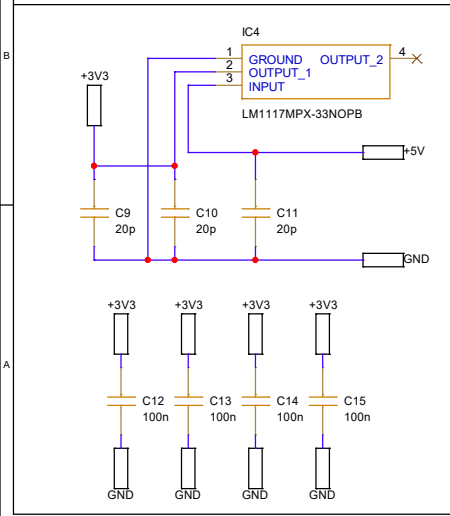 B
IC4
1 GROUND OUTPUT_2 4
2 OUTPUT_1
3 INPUT
LM1117MPX-33NOPB
+3V3
+5V
C9 C10 C11
20p 20p 20p
GND
A
+3V3 +3V3 +3V3 +3V3
C12 C13 C14 C15
100n 100n 100n 100n
GND GND GND GND